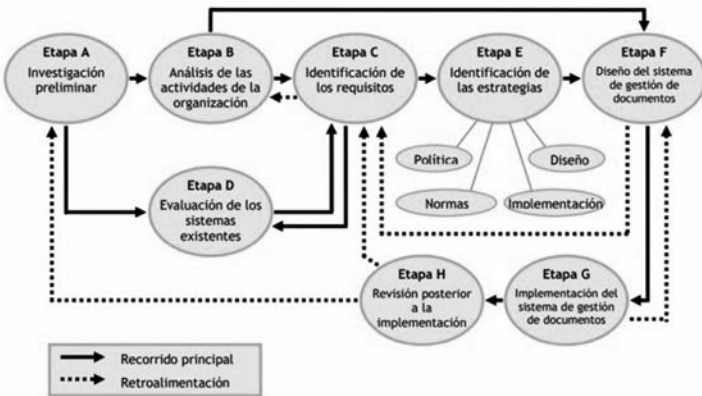 Etapa A
Investigación
preliminar
Etapa B
Análisis de las
actividades de la
organización
Etapa C
Identificación de
los requisitos
Etapa E
Identificación de
las estrategias
Etapa F
Diseño del sistema
de gestión de
documentos
Etapa D
Evaluación de los
sistemas
existentes
Política
Diseño
Normas
Implementación
Etapa H
Revisión posterior
a la
implementación
Etapa G
Implementación del
sistema de gestión
de documentos
Recorrido principal
Retroalimentación